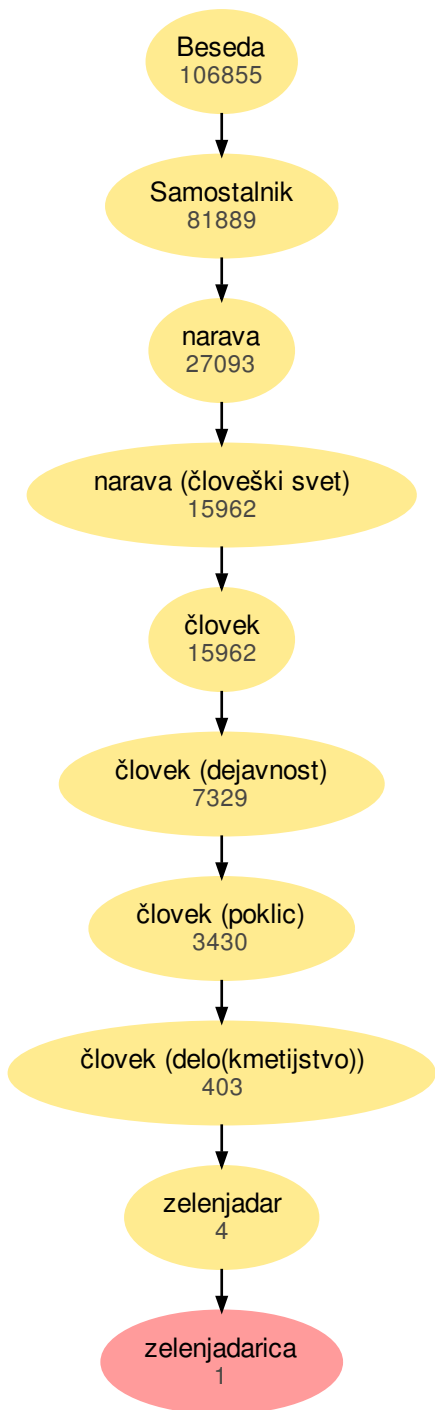 Beseda
106855
Samostalnik
81889
narava
27093
narava (človeški svet)
15962
človek
15962
človek (dejavnost)
7329
človek (poklic)
3430
človek (delo(kmetijstvo))
403
zelenjadar
4
zelenjadarica
1